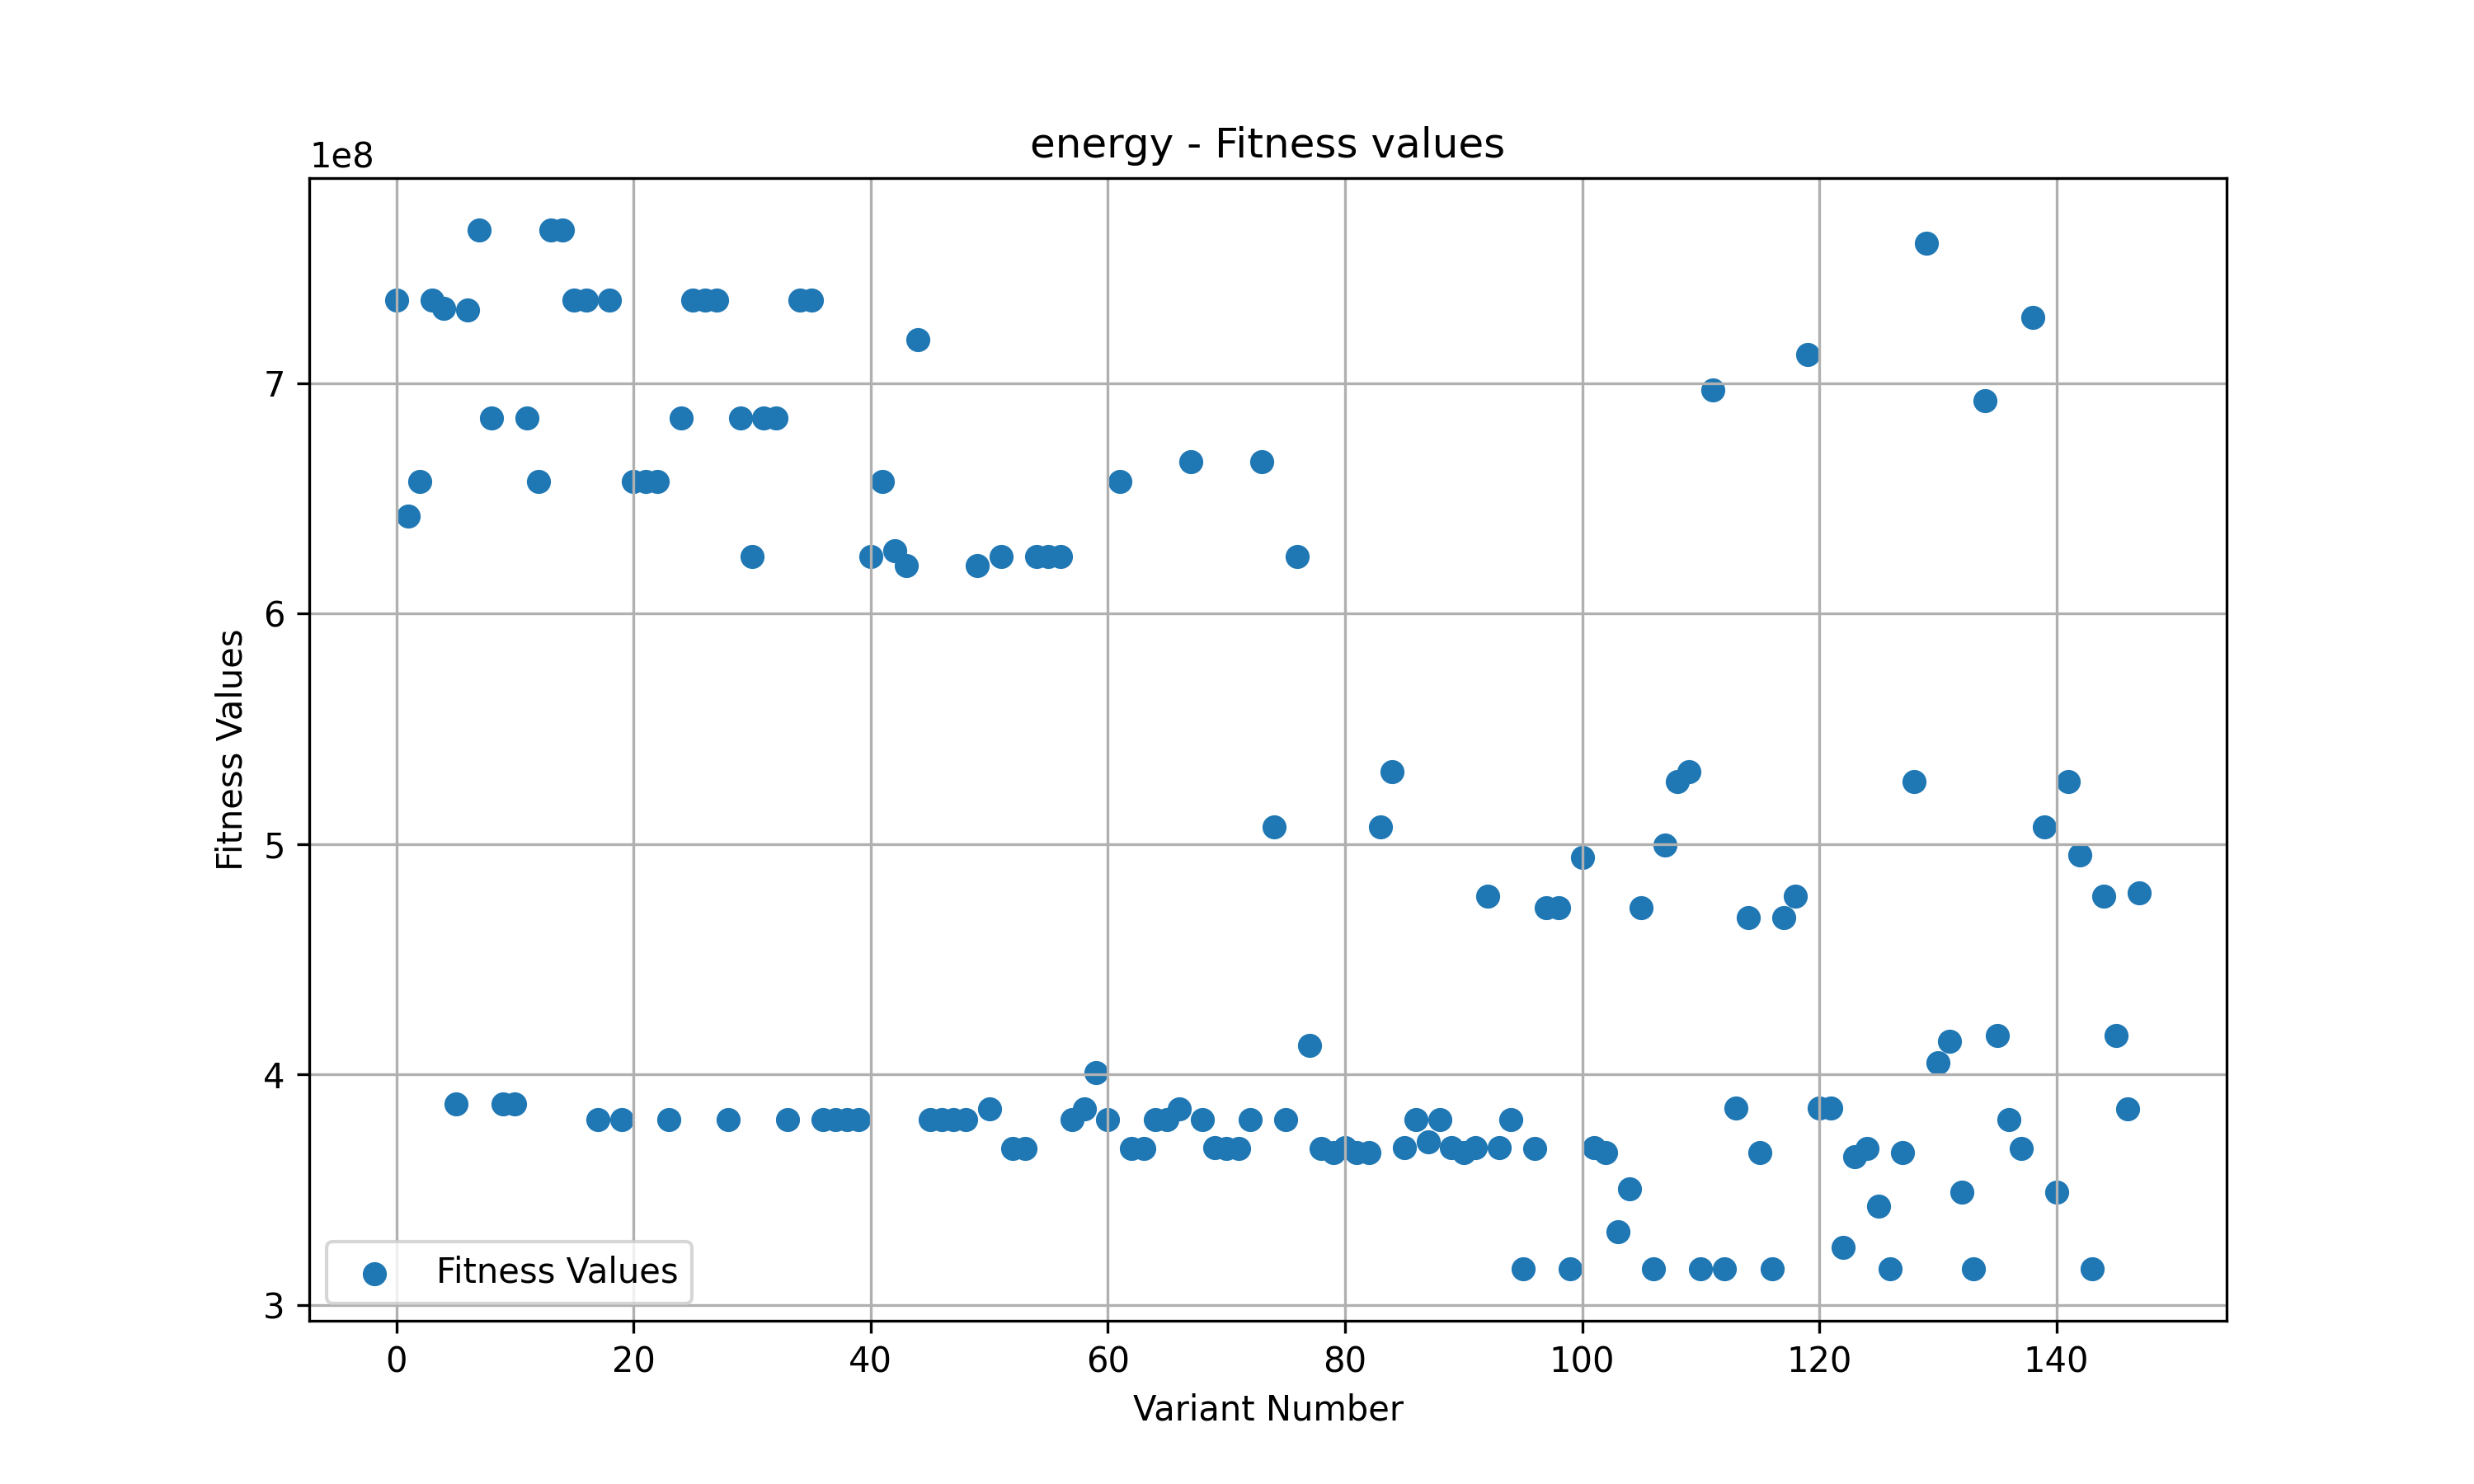 energy - Fitness values
1e8
7
6
5
4
3
Fitness Values
Fitness Values
0 20 40 60 80 100 120 140
Variant Number